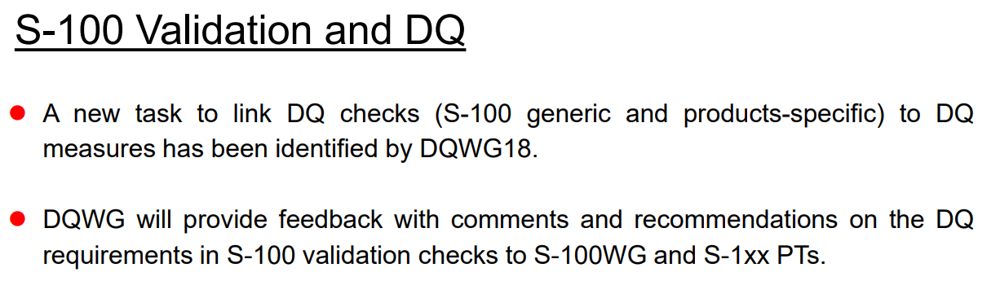 S-100 Validation and DQ
● A new task to link DQ checks (S-100 generic and products-specific) to DQ
measures has been identified by DQWG18.
● DQWG will provide feedback with comments and recommendations on the DQ
requirements in S-100 validation checks to S-100WG and S-1xx PTs.